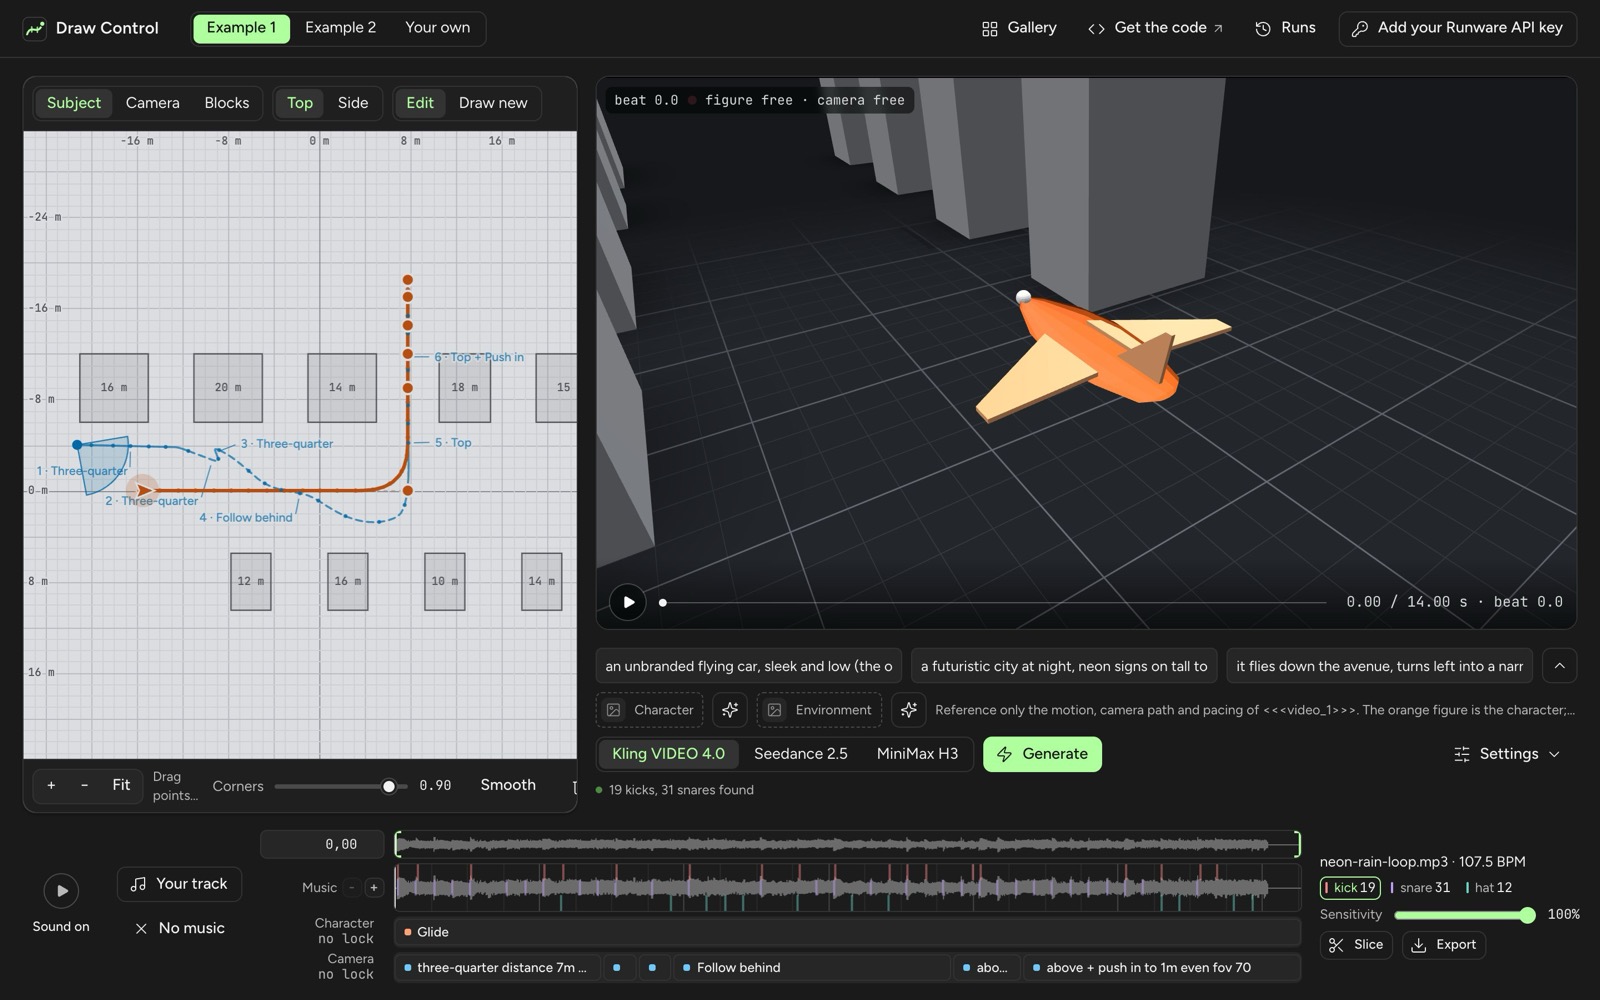 Draw Control
Example 1
Example 2
Your own
Gallery
Get the code ↗
Runs
Add your Runware API key
Subject
Camera
Blocks
Top
Side
Edit
Draw new
-16 m
-8 m
0 m
8 m
16 m
-24 m
-16 m
6 · Top + Push in
16 m
20 m
14 m
18 m
15
-8 m
3 · Three-quarter
5 · Top
1 · Three-quarter
0 m
2 · Three-quarter
4 · Follow behind
8 m
12 m
16 m
10 m
14 m
16 m
+
-
Fit
Drag
points...
Corners
0.90
Smooth
beat 0.0
figure free · camera free
0.00 / 14.00 s · beat 0.0
an unbranded flying car, sleek and low (the o
a futuristic city at night, neon signs on tall to
it flies down the avenue, turns left into a narr
Character
Environment
Reference only the motion, camera path and pacing of <<<video_1>>>. The orange figure is the character;...
Kling VIDEO 4.0
Seedance 2.5
MiniMax H3
Generate
Settings
19 kicks, 31 snares found
Sound on
Your track
No music
0,00
Music
-
+
Character
no lock
Glide
Camera
no lock
three-quarter distance 7m ...
Follow behind
abo...
above + push in to 1m even fov 70
neon-rain-loop.mp3 · 107.5 BPM
kick 19
snare 31
hat 12
Sensitivity
100%
Slice
Export